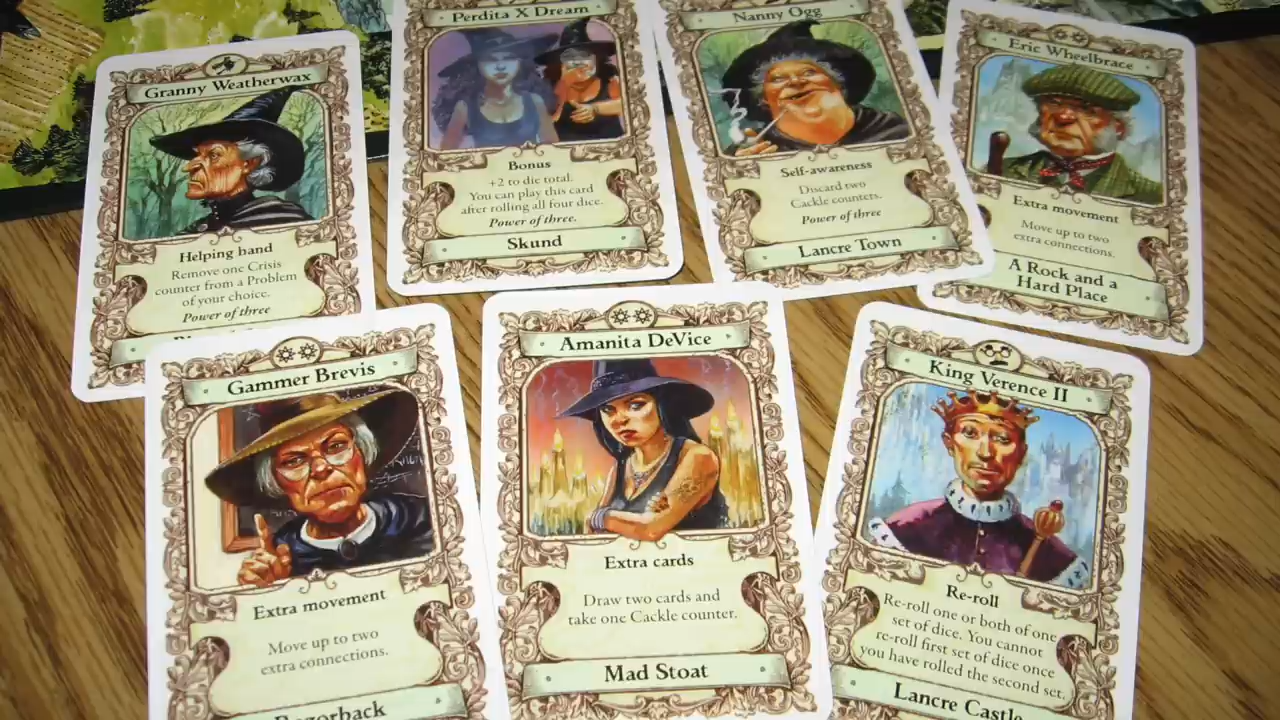 Granny Weatherwax
Helping hand
Remove one Crisis
counter from a Problem
of your choice.
Power of three
Perdita X Dream
Bonus
+2 to die total.
You can play this card
after rolling all four dice.
Power of three.
Skund
Nanny Ogg
Self-awareness
Discard two
Cackle counters.
Power of three
Lancre Town
Eric Wheelbrace
Extra movement
Move up to two
extra connections.
A Rock and a
Hard Place
Gammer Brevis
Extra movement
Move up to two
extra connections.
Razorback
Amanita DeVice
Extra cards
Draw two cards and
take one Cackle counter.
Mad Stoat
King Verence II
Re-roll
Re-roll one or both of one
set of dice. You cannot
re-roll first set of dice once
you have rolled the second set.
Lancre Castle